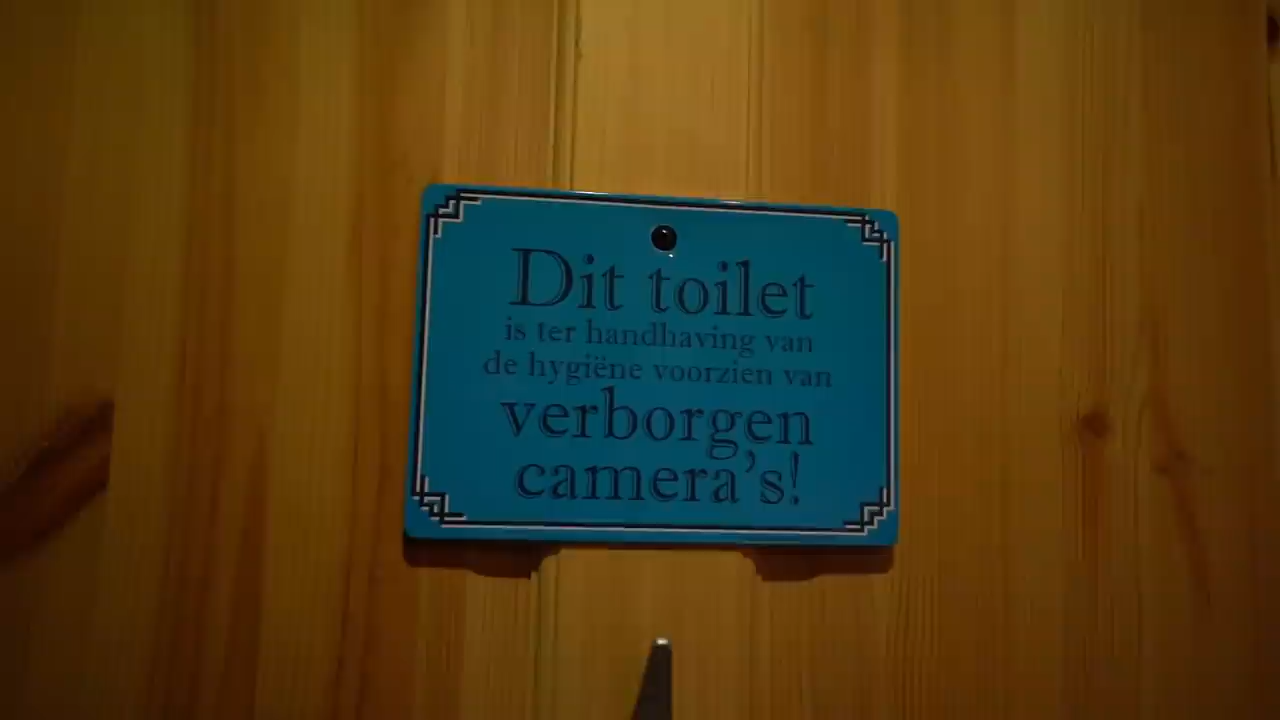 Dit toilet
is ter handhaving van
de hygiëne voorzien van
verborgen
camera's!